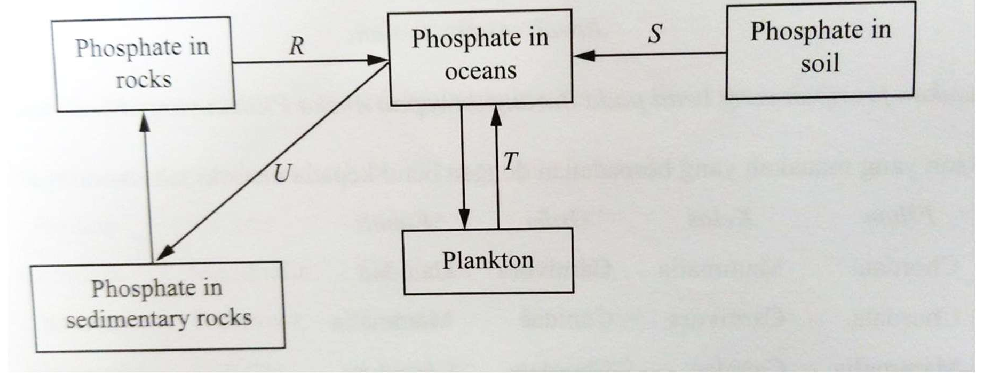 Phosphate in
rocks
R
Phosphate in
oceans
S
Phosphate in
soil
U
T
Plankton
Phosphate in
sedimentary rocks